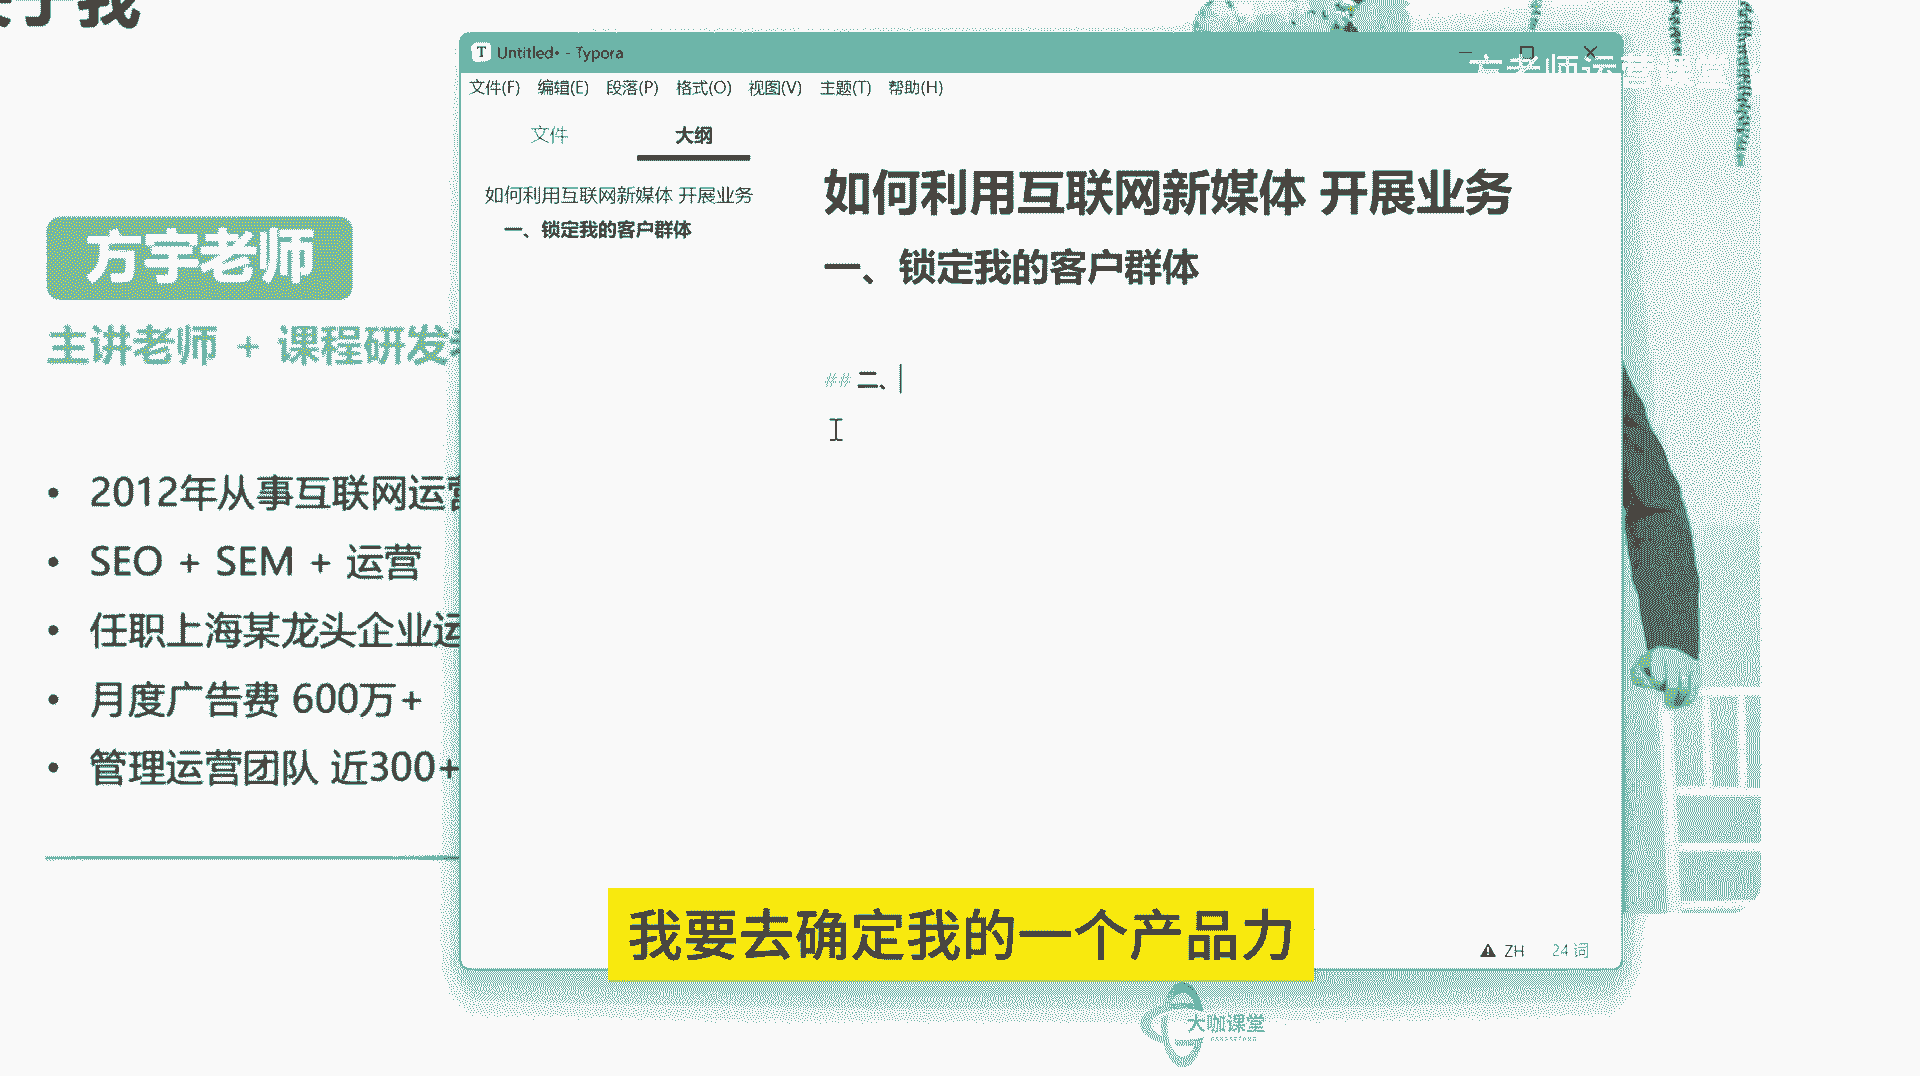 于我
方宇老师
主讲老师 + 课程研发
• 2012年从事互联网运营
• SEO + SEM + 运营
• 任职上海某龙头企业运
• 月度广告费 600万+
• 管理运营团队 近300+
Untitled• - Typora
方老师运营课堂
文件(F) 编辑(E) 段落(P) 格式(O) 视图(V) 主题(T) 帮助(H)
文件 大纲
如何利用互联网新媒体 开展业务
一、锁定我的客户群体
如何利用互联网新媒体 开展业务
一、锁定我的客户群体
## 二、
ZH 24 词
我要去确定我的一个产品力
大咖课堂